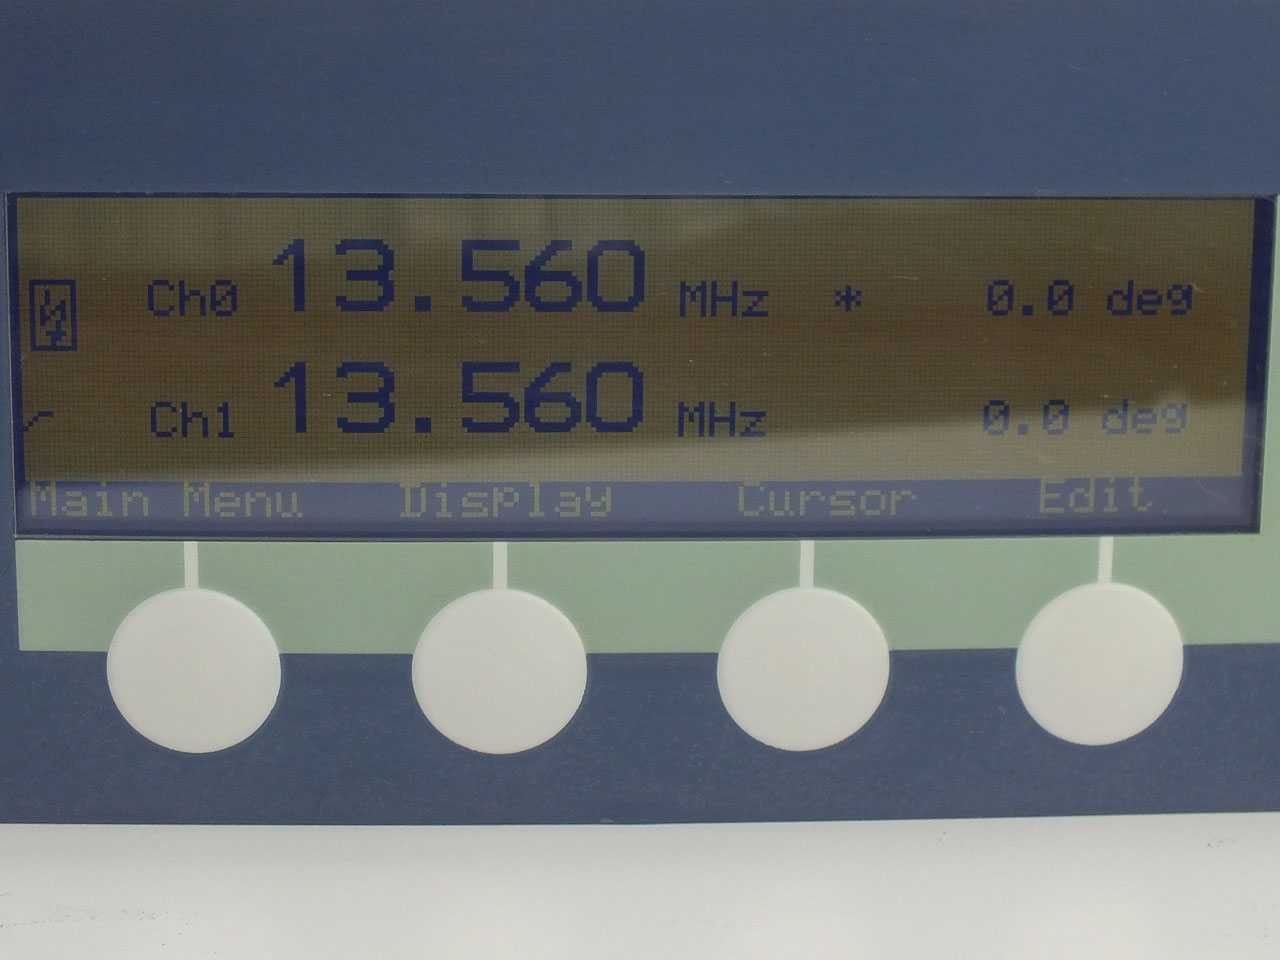 Ch0 13.560 MHz * 0.0 deg
Ch1 13.560 MHz 0.0 deg
Main Menu Display Cursor Edit